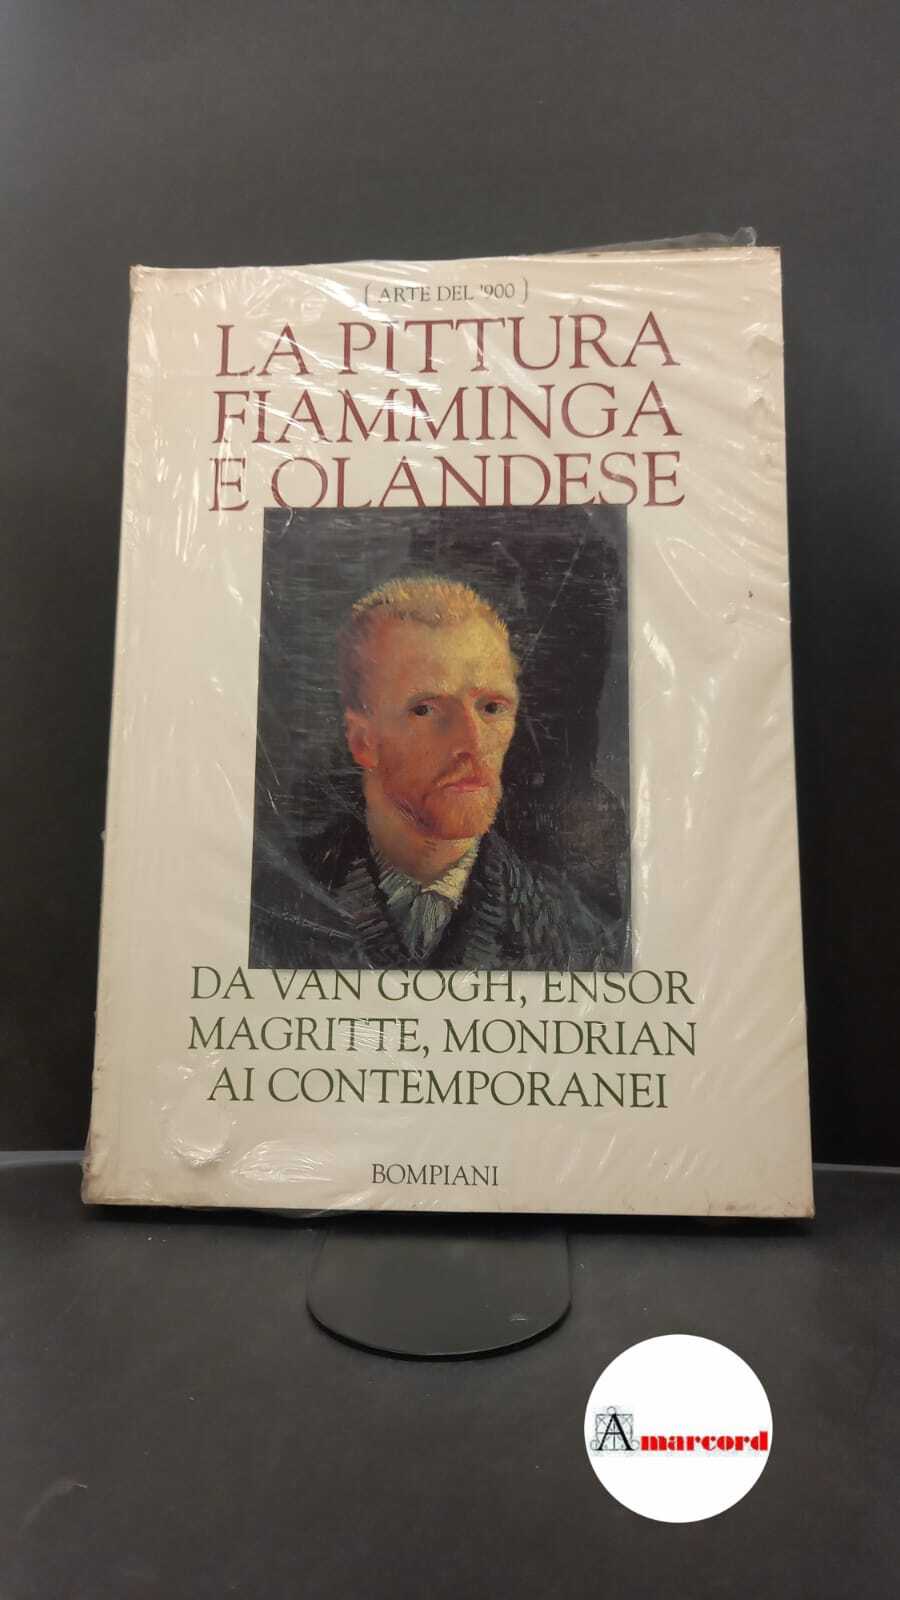 { ARTE DEL '900 }
LA PITTURA
FIAMMINGA
E OLANDESE
DA VAN GOGH, ENSOR
MAGRITTE, MONDRIAN
AI CONTEMPORANEI
BOMPIANI
Amarcord